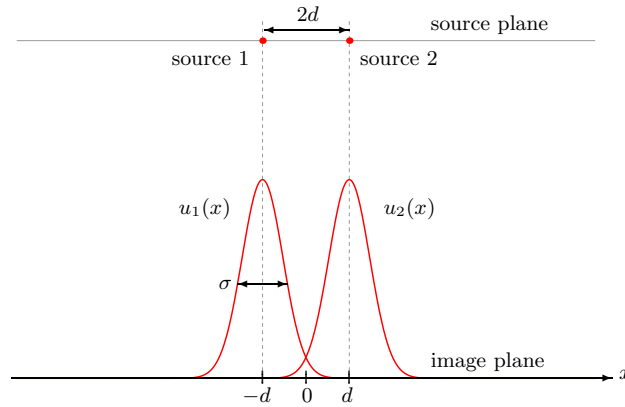 2d
source plane
source 1
source 2
u₁(x)
u₂(x)
σ
image plane
x
−d
0
d